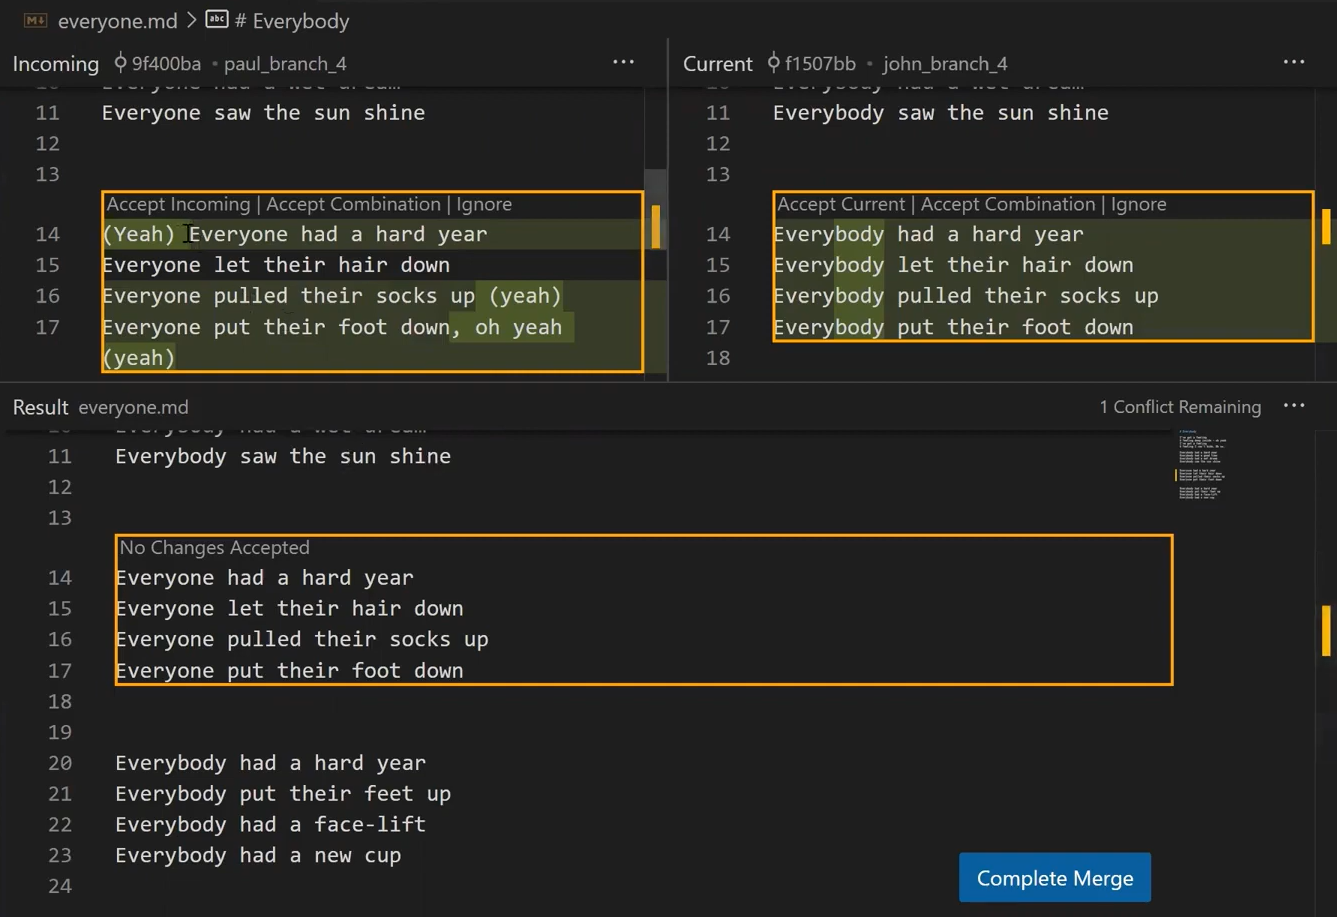 everyone.md > abc # Everybody
Incoming 9f400ba • paul_branch_4 ...
11 Everyone saw the sun shine
12
13
Accept Incoming | Accept Combination | Ignore
14 (Yeah) Everyone had a hard year
15 Everyone let their hair down
16 Everyone pulled their socks up (yeah)
17 Everyone put their foot down, oh yeah
(yeah)
Current f1507bb • john_branch_4 ...
11 Everybody saw the sun shine
12
13
Accept Current | Accept Combination | Ignore
14 Everybody had a hard year
15 Everybody let their hair down
16 Everybody pulled their socks up
17 Everybody put their foot down
18
Result everyone.md 1 Conflict Remaining ...
11 Everybody saw the sun shine
12
13
No Changes Accepted
14 Everyone had a hard year
15 Everyone let their hair down
16 Everyone pulled their socks up
17 Everyone put their foot down
18
19
20 Everybody had a hard year
21 Everybody put their feet up
22 Everybody had a face-lift
23 Everybody had a new cup
24
Complete Merge